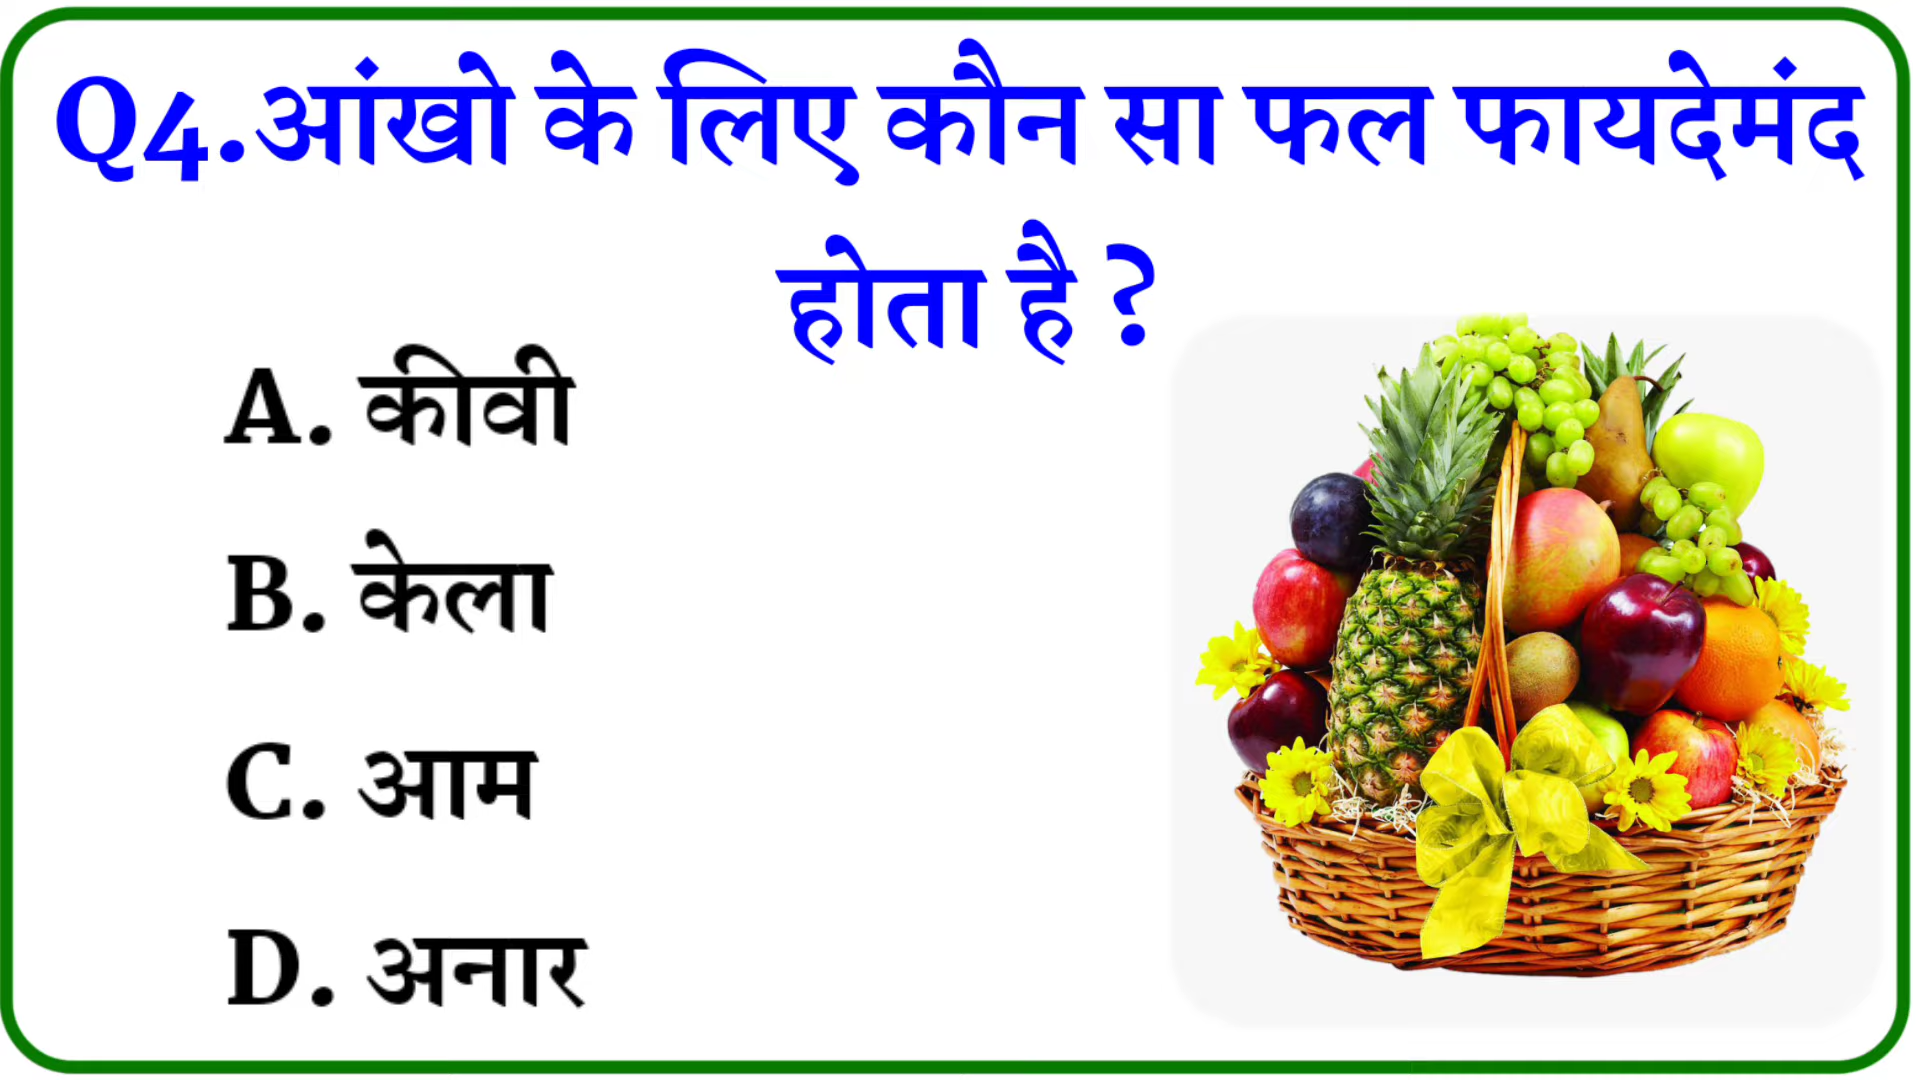 Q4.आंखो के लिए कौन सा फल फायदेमंद
होता है ?
A. कीवी
B. केला
C. आम
D. अनार